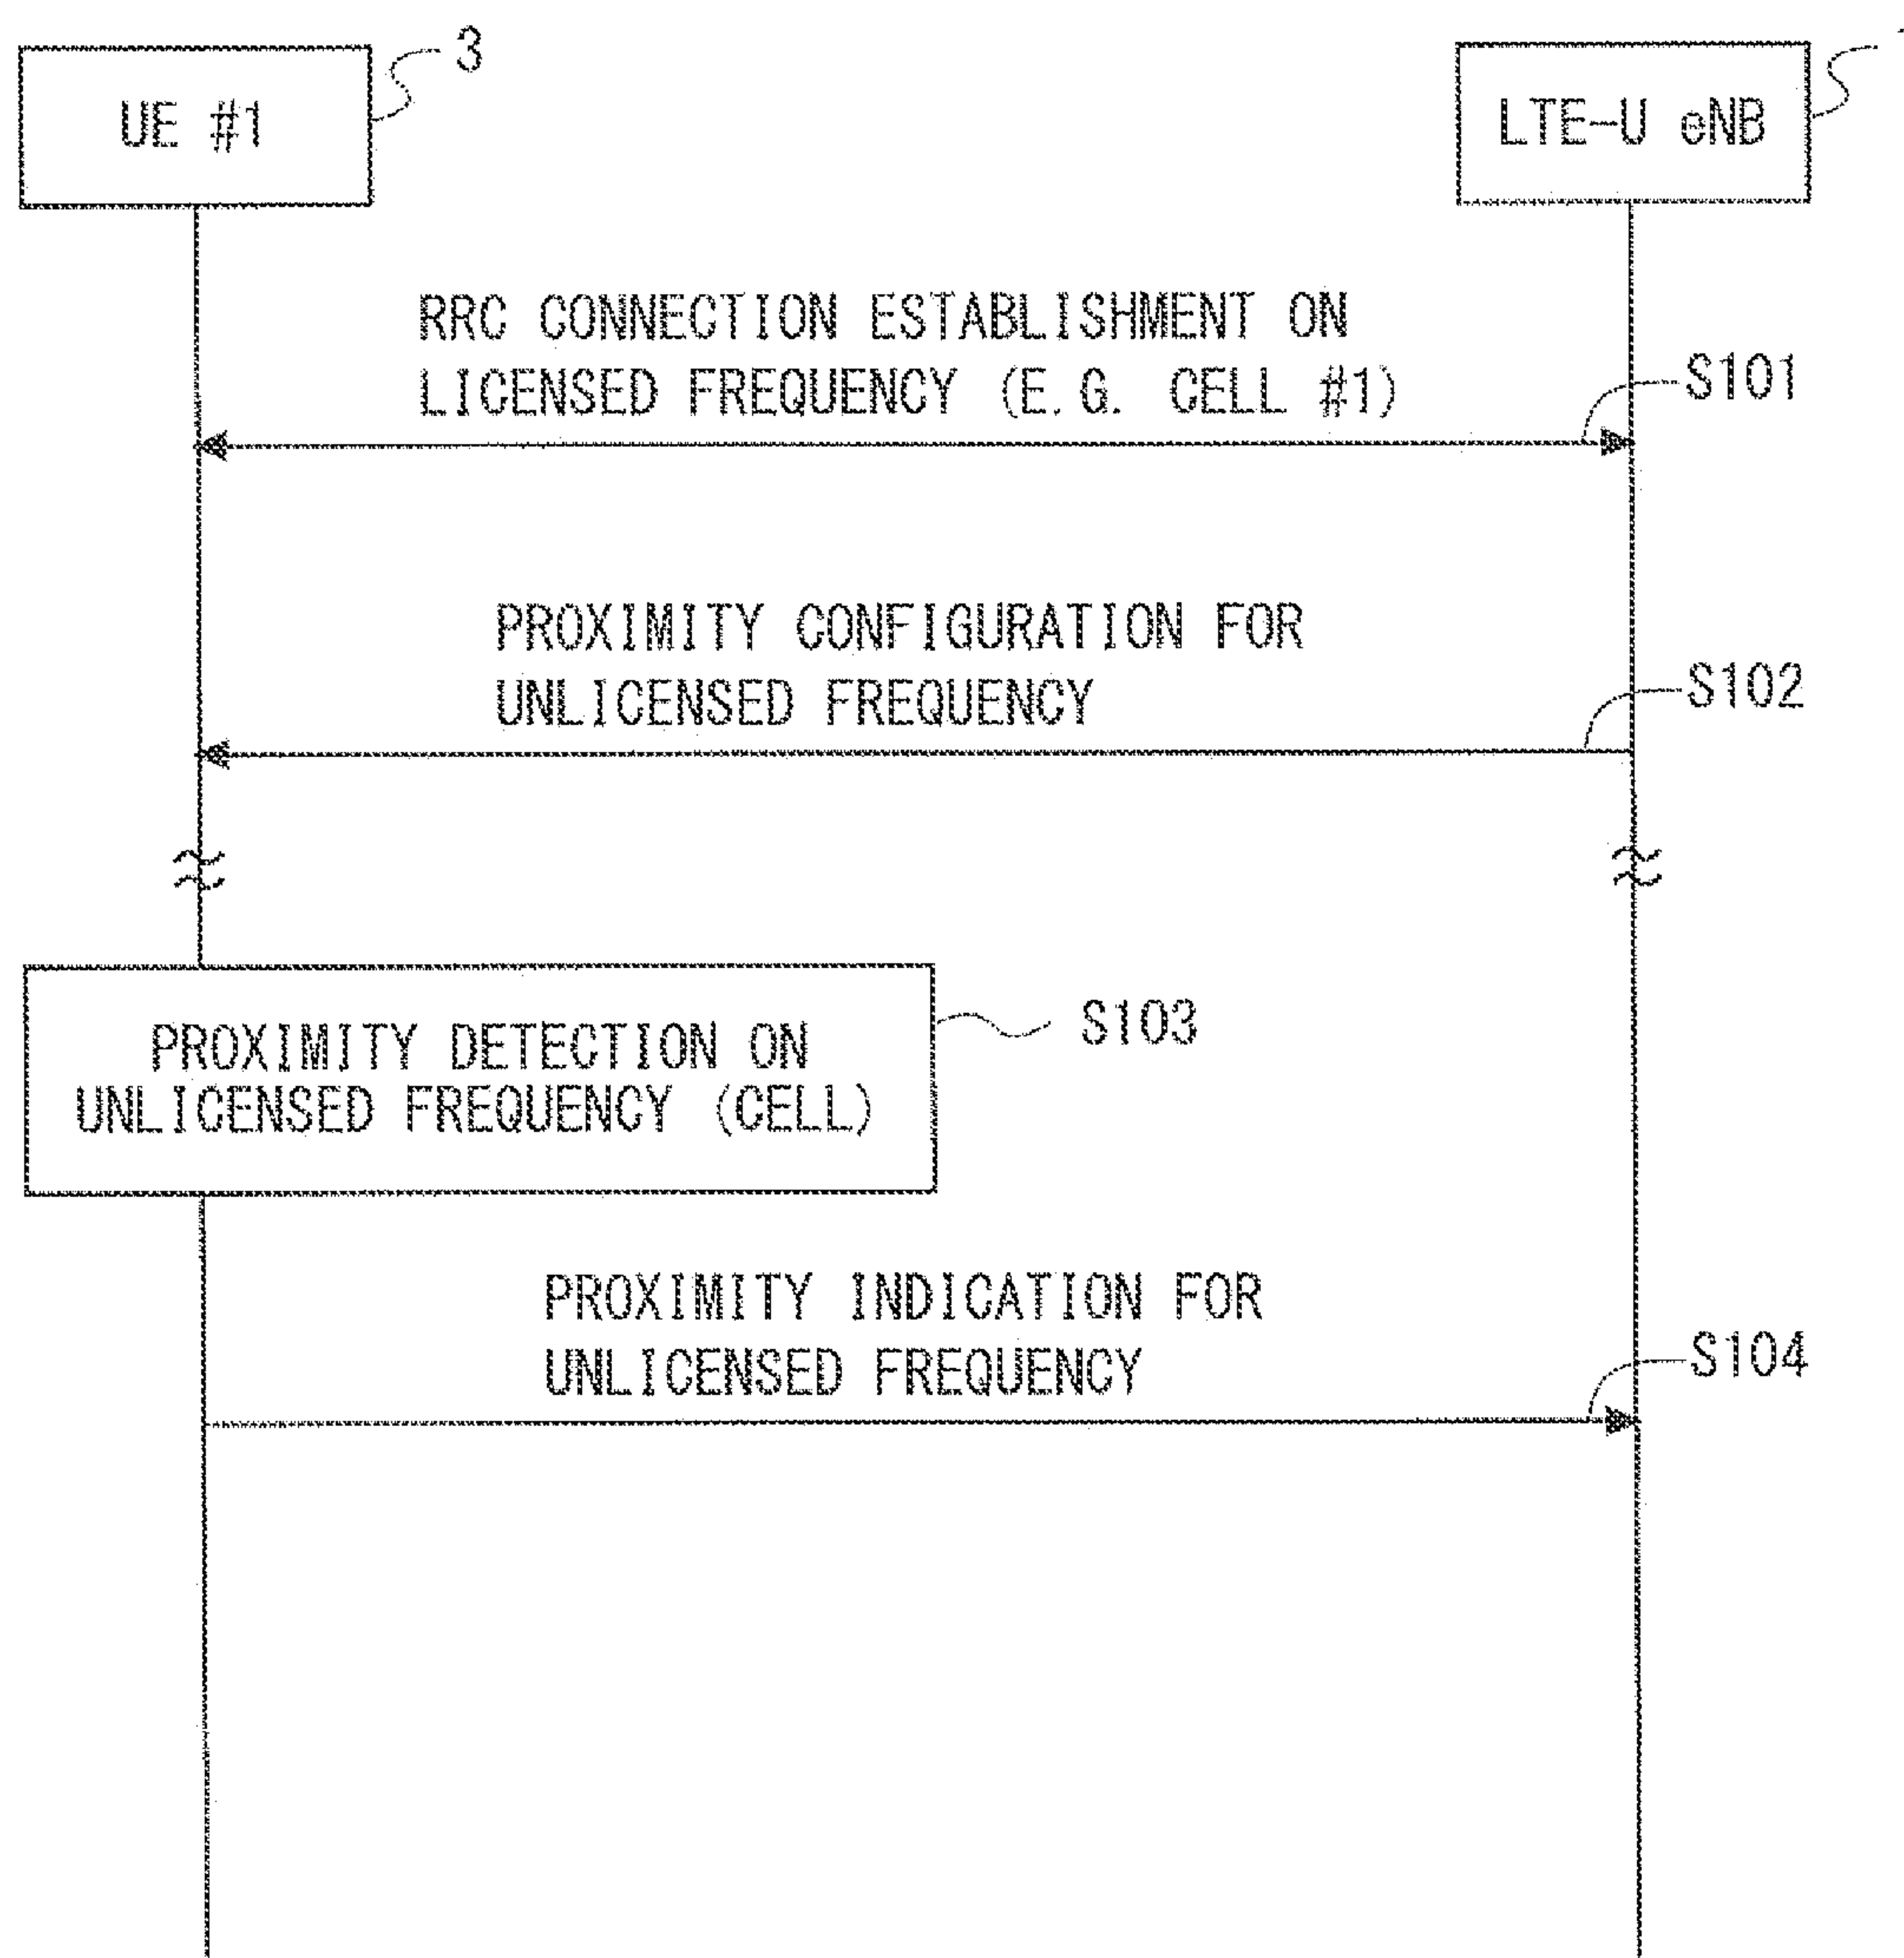 3
UE #1
LTE-U eNB
RRC CONNECTION ESTABLISHMENT ON
LICENSED FREQUENCY (E.G. CELL #1)
S101
PROXIMITY CONFIGURATION FOR
UNLICENSED FREQUENCY
S102
PROXIMITY DETECTION ON
UNLICENSED FREQUENCY (CELL)
S103
PROXIMITY INDICATION FOR
UNLICENSED FREQUENCY
S104